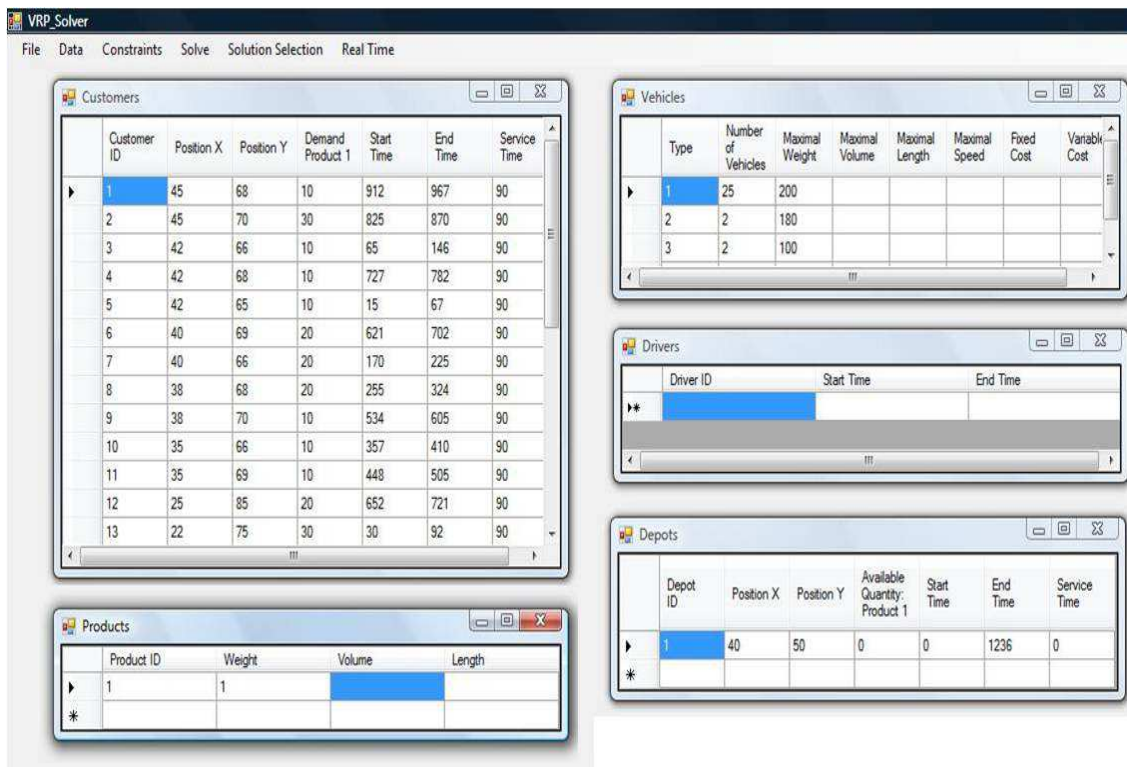 VRP_Solver
File Data Constraints Solve Solution Selection Real Time
Customers
Customer ID Position X Position Y Demand Product 1 Start Time End Time Service Time
1 45 68 10 912 967 90
2 45 70 30 825 870 90
3 42 66 10 65 146 90
4 42 68 10 727 782 90
5 42 65 10 15 67 90
6 40 69 20 621 702 90
7 40 66 20 170 225 90
8 38 68 20 255 324 90
9 38 70 10 534 605 90
10 35 66 10 357 410 90
11 35 69 10 448 505 90
12 25 85 20 652 721 90
13 22 75 30 30 92 90
Products
Product ID Weight Volume Length
1 1
Vehicles
Type Number of Vehicles Maximal Weight Maximal Volume Maximal Length Maximal Speed Fixed Cost Variable Cost
1 25 200
2 2 180
3 2 100
Drivers
Driver ID Start Time End Time
Depots
Depot ID Position X Position Y Available Quantity: Product 1 Start Time End Time Service Time
1 40 50 0 0 1236 0